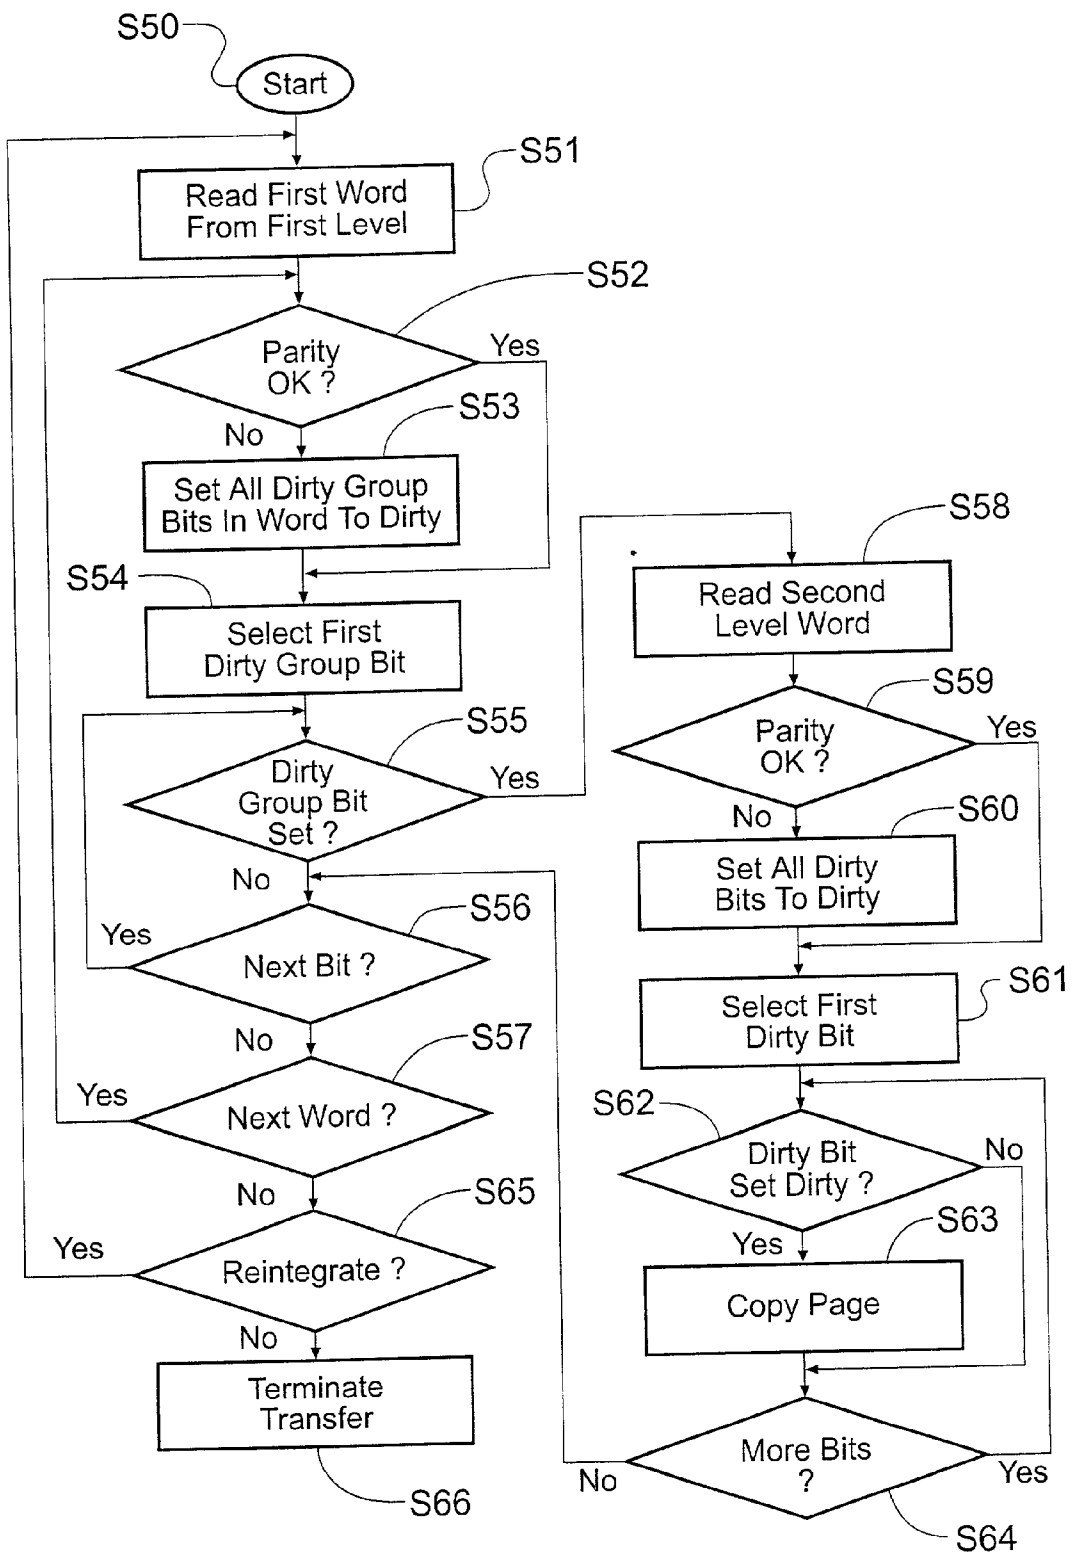 S50
Start
S51
Read First Word
From First Level
S52
Parity
OK ?
Yes
No
S53
Set All Dirty Group
Bits In Word To Dirty
S54
Select First
Dirty Group Bit
S55
Dirty
Group Bit
Set ?
Yes
No
S56
Next Bit ?
Yes
No
S57
Next Word ?
Yes
No
S65
Reintegrate ?
Yes
No
Terminate
Transfer
S66
S58
Read Second
Level Word
S59
Parity
OK ?
Yes
No
S60
Set All Dirty
Bits To Dirty
S61
Select First
Dirty Bit
S62
Dirty Bit
Set Dirty ?
No
Yes
S63
Copy Page
More Bits
?
No
Yes
S64